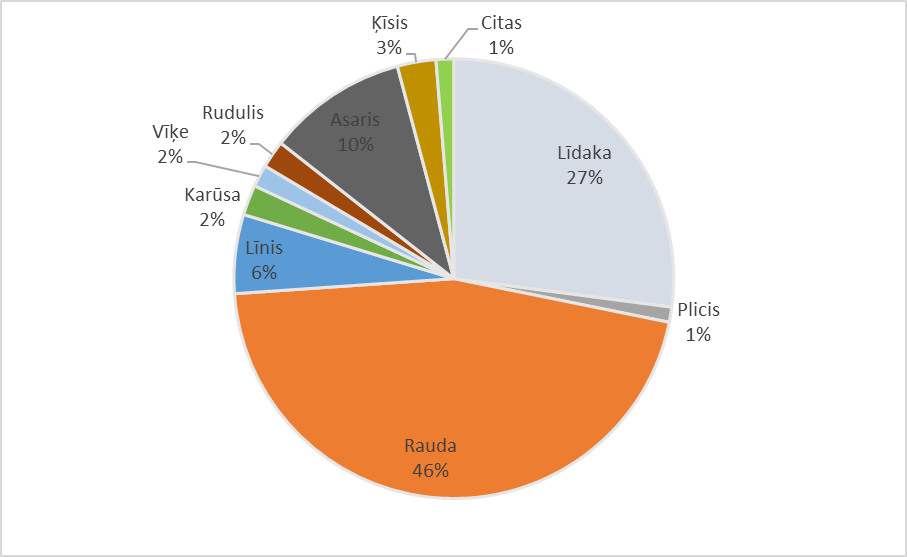 Ķīsis
3%
Citas
1%
Līdaka
27%
Plicis
1%
Rauda
46%
Līnis
6%
Karūsa
2%
Vīķe
2%
Rudulis
2%
Asaris
10%